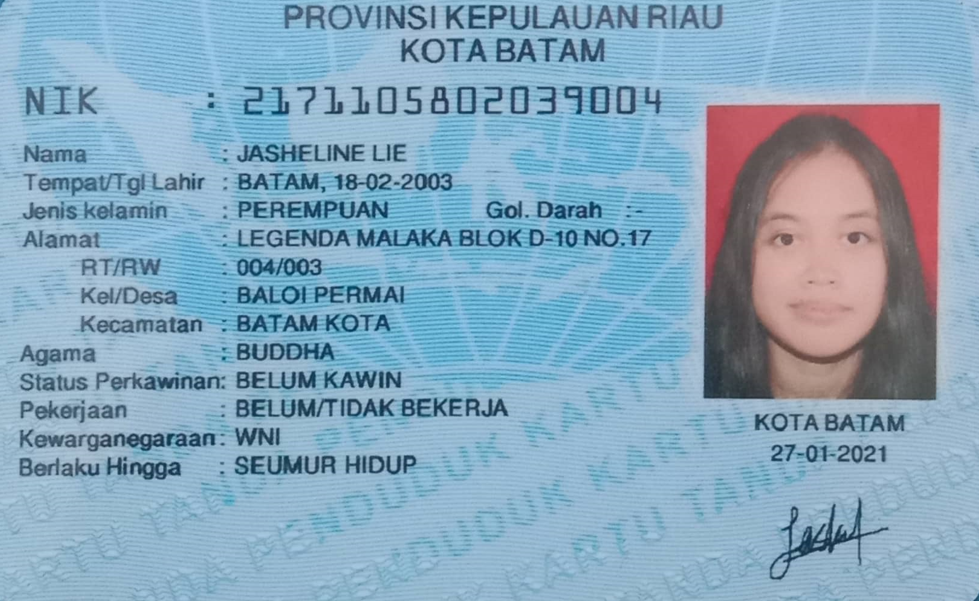 PROVINSI KEPULAUAN RIAU
KOTA BATAM
NIK : 2171105802039004
Nama : JASHELINE LIE
Tempat/Tgl Lahir : BATAM, 18-02-2003
Jenis kelamin : PEREMPUAN Gol. Darah :-
Alamat : LEGENDA MALAKA BLOK D-10 NO.17
RT/RW : 004/003
Kel/Desa : BALOI PERMAI
Kecamatan : BATAM KOTA
Agama : BUDDHA
Status Perkawinan: BELUM KAWIN
Pekerjaan : BELUM/TIDAK BEKERJA
Kewarganegaraan: WNI
Berlaku Hingga : SEUMUR HIDUP
KOTA BATAM
27-01-2021